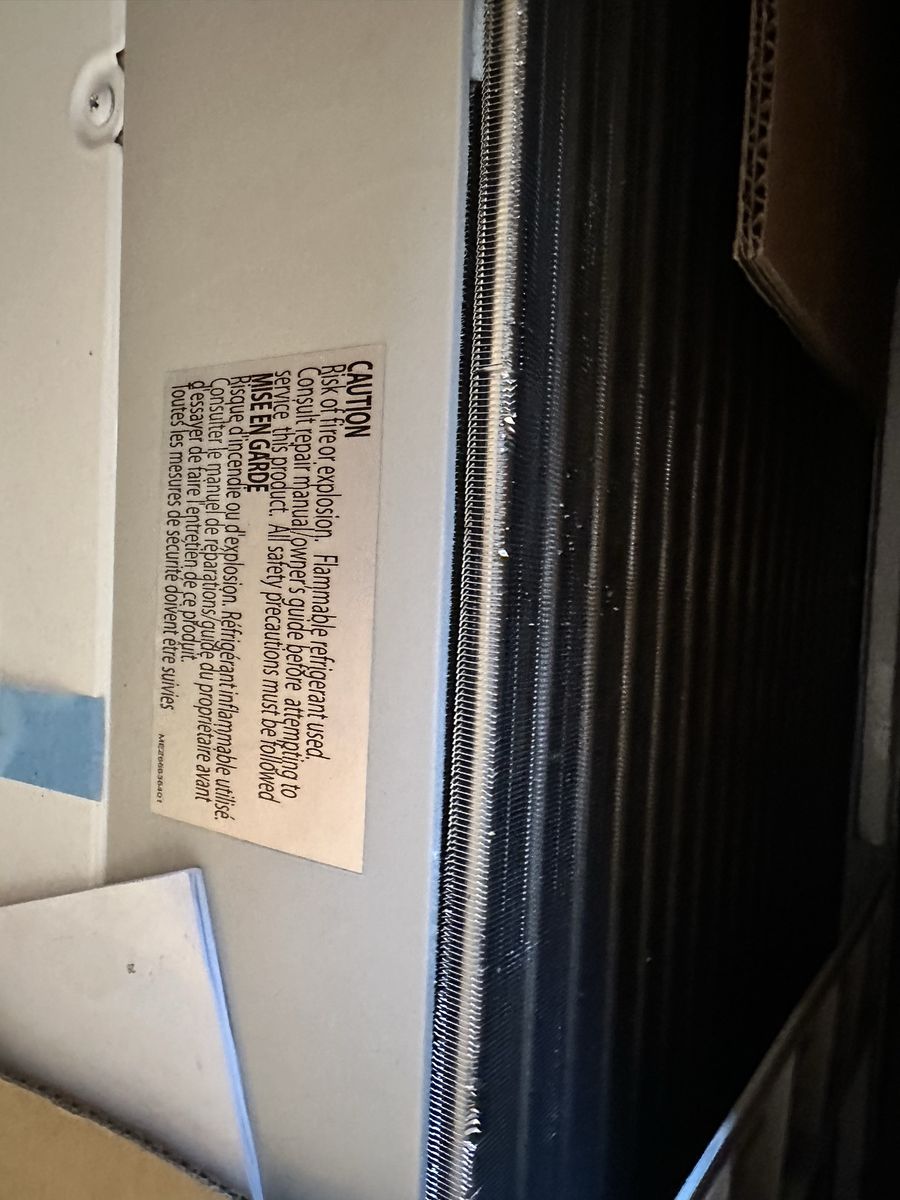 CAUTION
Risk of fire or explosion. Flammable refrigerant used.
Consult repair manual/owner's guide before attempting to
service this product. All safety precautions must be followed
MISE EN GARDE
Risque d'incendie ou d'explosion. Réfrigérant inflammable utilisé.
Consulter le manuel de réparations/guide du propriétaire avant
d'essayer de faire l'entretien de ce produit.
Toutes les mesures de sécurité doivent être suivies
MEZ66636401